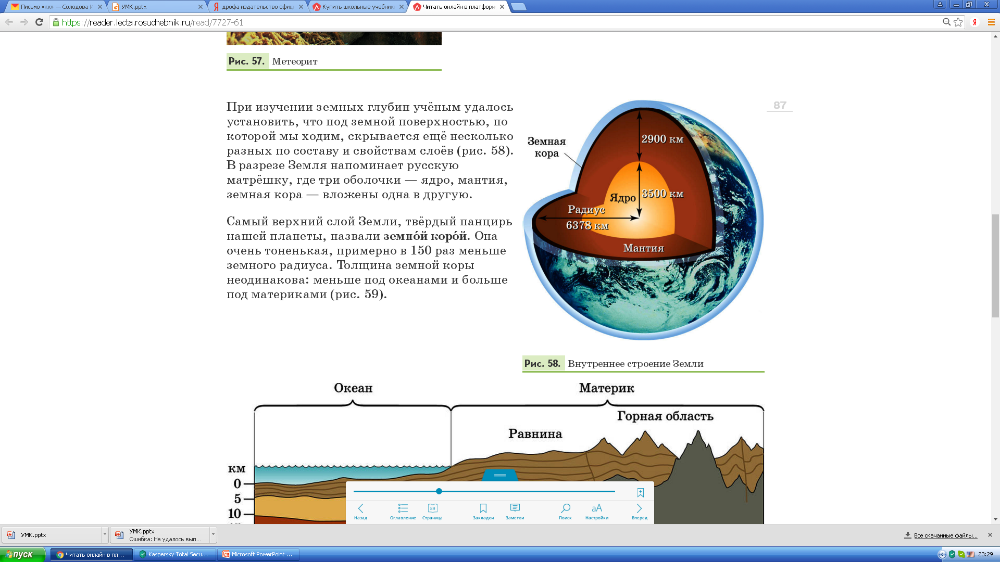 Письмо «кк» — Солодова И
УМК.pptx
дрофа издательство офиц
Купить школьные учебник
Читать онлайн в платфор
https://reader.lecta.rosuchebnik.ru/read/7727-61
Рис. 57. Метеорит
87
При изучении земных глубин учёным удалось
установить, что под земной поверхностью, по
которой мы ходим, скрывается ещё несколько
разных по составу и свойствам слоёв (рис. 58).
В разрезе Земля напоминает русскую
матрёшку, где три оболочки — ядро, мантия,
земная кора — вложены одна в другую.
Самый верхний слой Земли, твёрдый панцирь
нашей планеты, назвали земно́й коро́й. Она
очень тоненькая, примерно в 150 раз меньше
земного радиуса. Толщина земной коры
неодинакова: меньше под океанами и больше
под материками (рис. 59).
Земная
кора
2900 км
3500 км
Ядро
Радиус
6378 км
Мантия
Рис. 58. Внутреннее строение Земли
Океан
Материк
Горная область
Равнина
км
0
5
10
89
Назад
Оглавление
Страница
Закладки
Заметки
Поиск
аА
Настройки
Вперед
УМК.pptx
УМК.pptx
Ошибка: Не удалось вып...
Все скачанные файлы...
пуск
Читать онлайн в пл...
Kaspersky Total Secu...
Microsoft PowerPoint ...
23:29